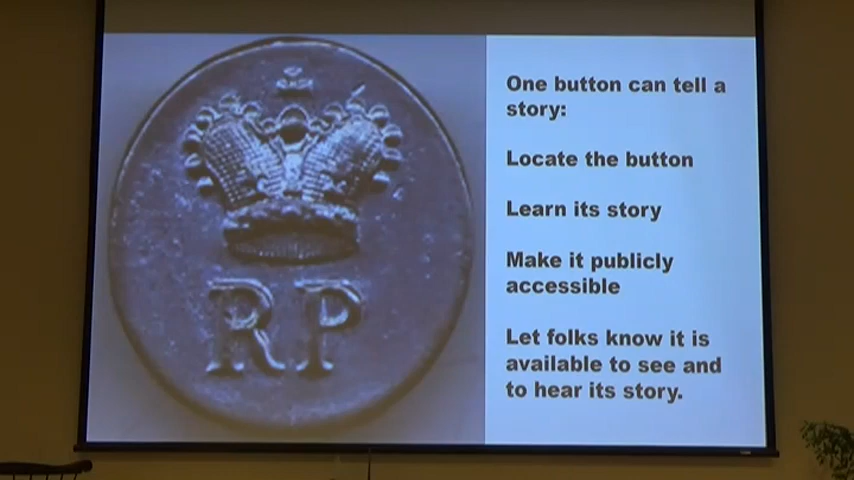 One button can tell a
story:
Locate the button
Learn its story
Make it publicly
accessible
Let folks know it is
available to see and
to hear its story.
RP